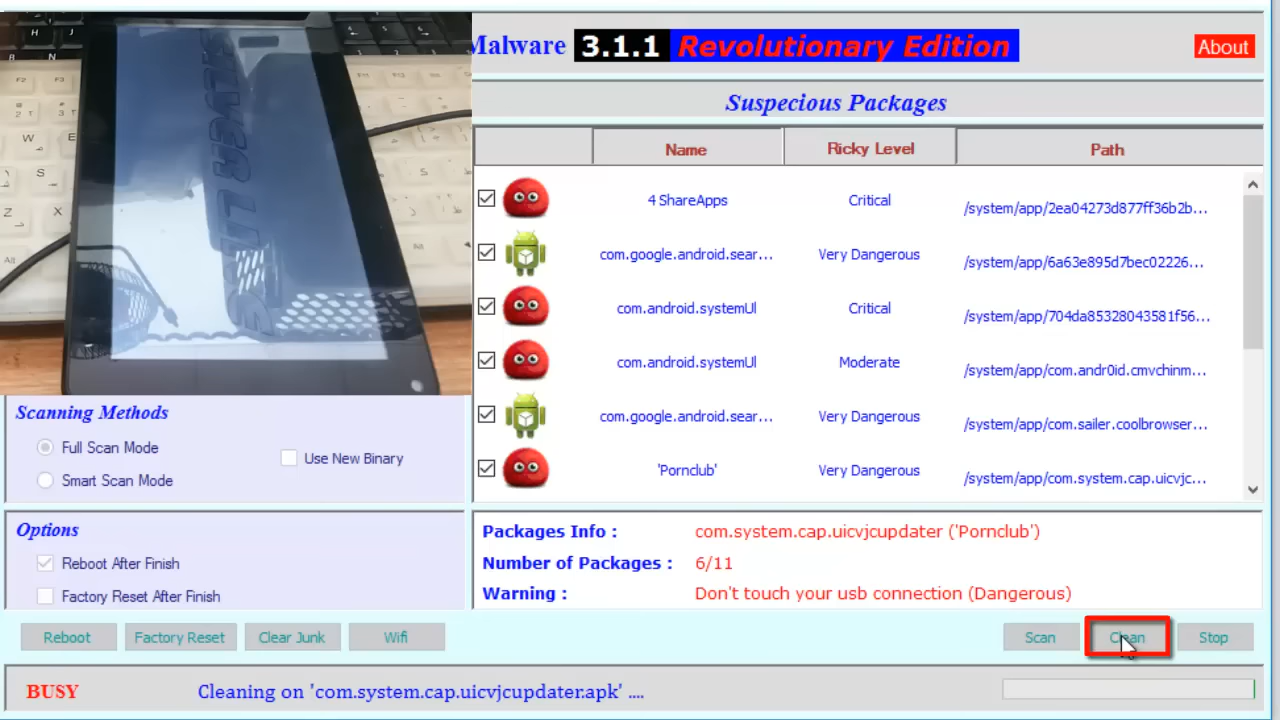 Malware 3.1.1 Revolutionary Edition
About
Suspecious Packages
Name Ricky Level Path
4 ShareApps Critical /system/app/2ea04273d877ff36b2b...
com.google.android.sear... Very Dangerous /system/app/6a63e895d7bec02226...
com.android.systemUI Critical /system/app/704da85328043581f56...
com.android.systemUI Moderate /system/app/com.andr0id.cmvchinm...
com.google.android.sear... Very Dangerous /system/app/com.sailer.coolbrowser...
'Pornclub' Very Dangerous /system/app/com.system.cap.uicvjc...
Scanning Methods
Full Scan Mode
Use New Binary
Smart Scan Mode
Options
Reboot After Finish
Factory Reset After Finish
Packages Info : com.system.cap.uicvjcupdater ('Pornclub')
Number of Packages : 6/11
Warning : Don't touch your usb connection (Dangerous)
Reboot Factory Reset Clear Junk Wifi Scan Clean Stop
BUSY Cleaning on 'com.system.cap.uicvjcupdater.apk' ....